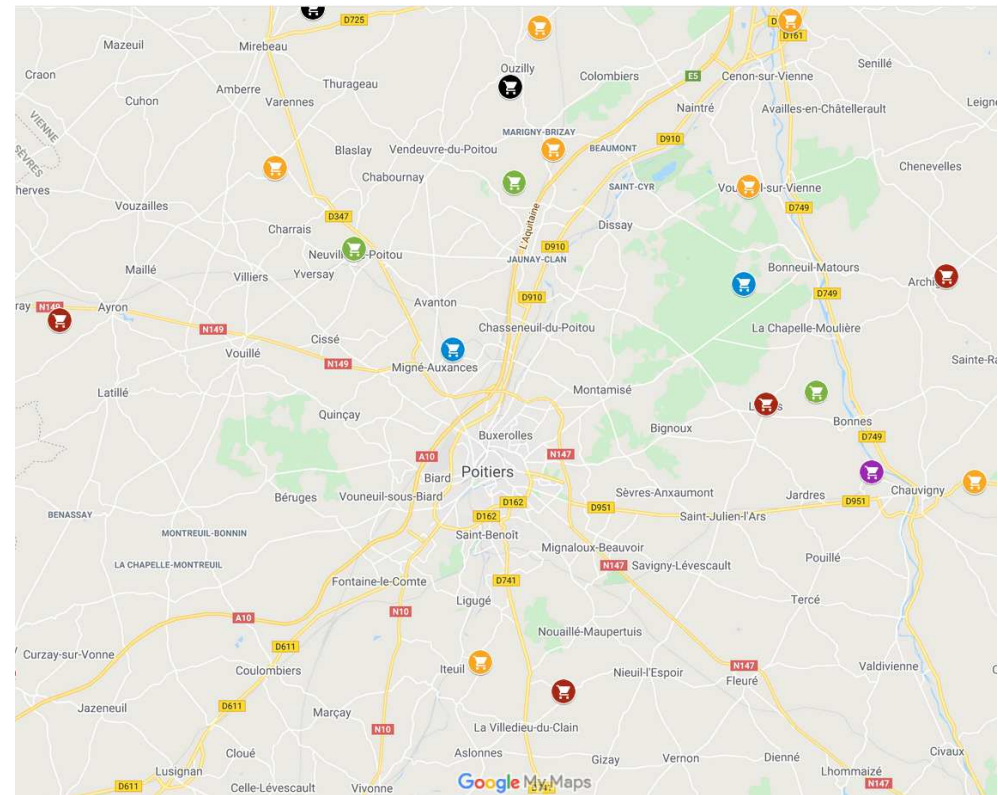 D725
D161
Mazeuil
Mirebeau
Ouzilly
Senillé
Craon
Colombiers
E5
Cenon-sur-Vienne
Thurageau
Amberre
Cuhon
Varennes
Naintré
Availles-en-Châtellerault
VIENNE
SÈVRES
MARIGNY-BRIZAY
D910
Blaslay
Vendeuvre-du-Poitou
BEAUMONT
Chenevelles
herves
Chabournay
SAINT-CYR
sur-Vienne
Vouzailles
D749
D347
L'Aquitaine
Dissay
Charrais
D910
Neuvil
-Poitou
JAUNAY-CLAN
Maillé
Villiers
Yversay
Bonneuil-Matours
D749
D910
Avanton
ray
N149
Ayron
N149
Cissé
Chasseneuil-du-Poitou
La Chapelle-Moulière
Vouillé
N149
Migné-Auxances
Sainte-Ra
Latillé
Montamisé
Quinçay
Bignoux
Bonnes
Buxerolles
D749
A10
N147
Poitiers
Biard
Béruges
Vouneuil-sous-Biard
Sèvres-Anxaumont
Jardres
D951
Chauvigny
D162
D951
BENASSAY
D162
Saint-Julien-l'Ars
MONTREUIL-BONNIN
Saint-Benoît
Mignaloux-Beauvoir
Pouillé
LA CHAPELLE-MONTREUIL
N147
Savigny-Lévescault
Fontaine-le-Comte
D741
Tercé
Ligugé
A10
N10
Nouaillé-Maupertuis
Curzay-sur-Vonne
D611
Coulombiers
Iteuil
Nieuil-l'Espoir
N147
Valdivienne
Fleuré
Jazeneuil
D611
Marçay
N10
La Villedieu-du-Clain
Cloué
Aslonnes
Gizay
Vernon
Dienné
Civaux
Lusignan
Lhommaizé
D611
Celle-Lévescault
Vivonne
Google My Maps
N147